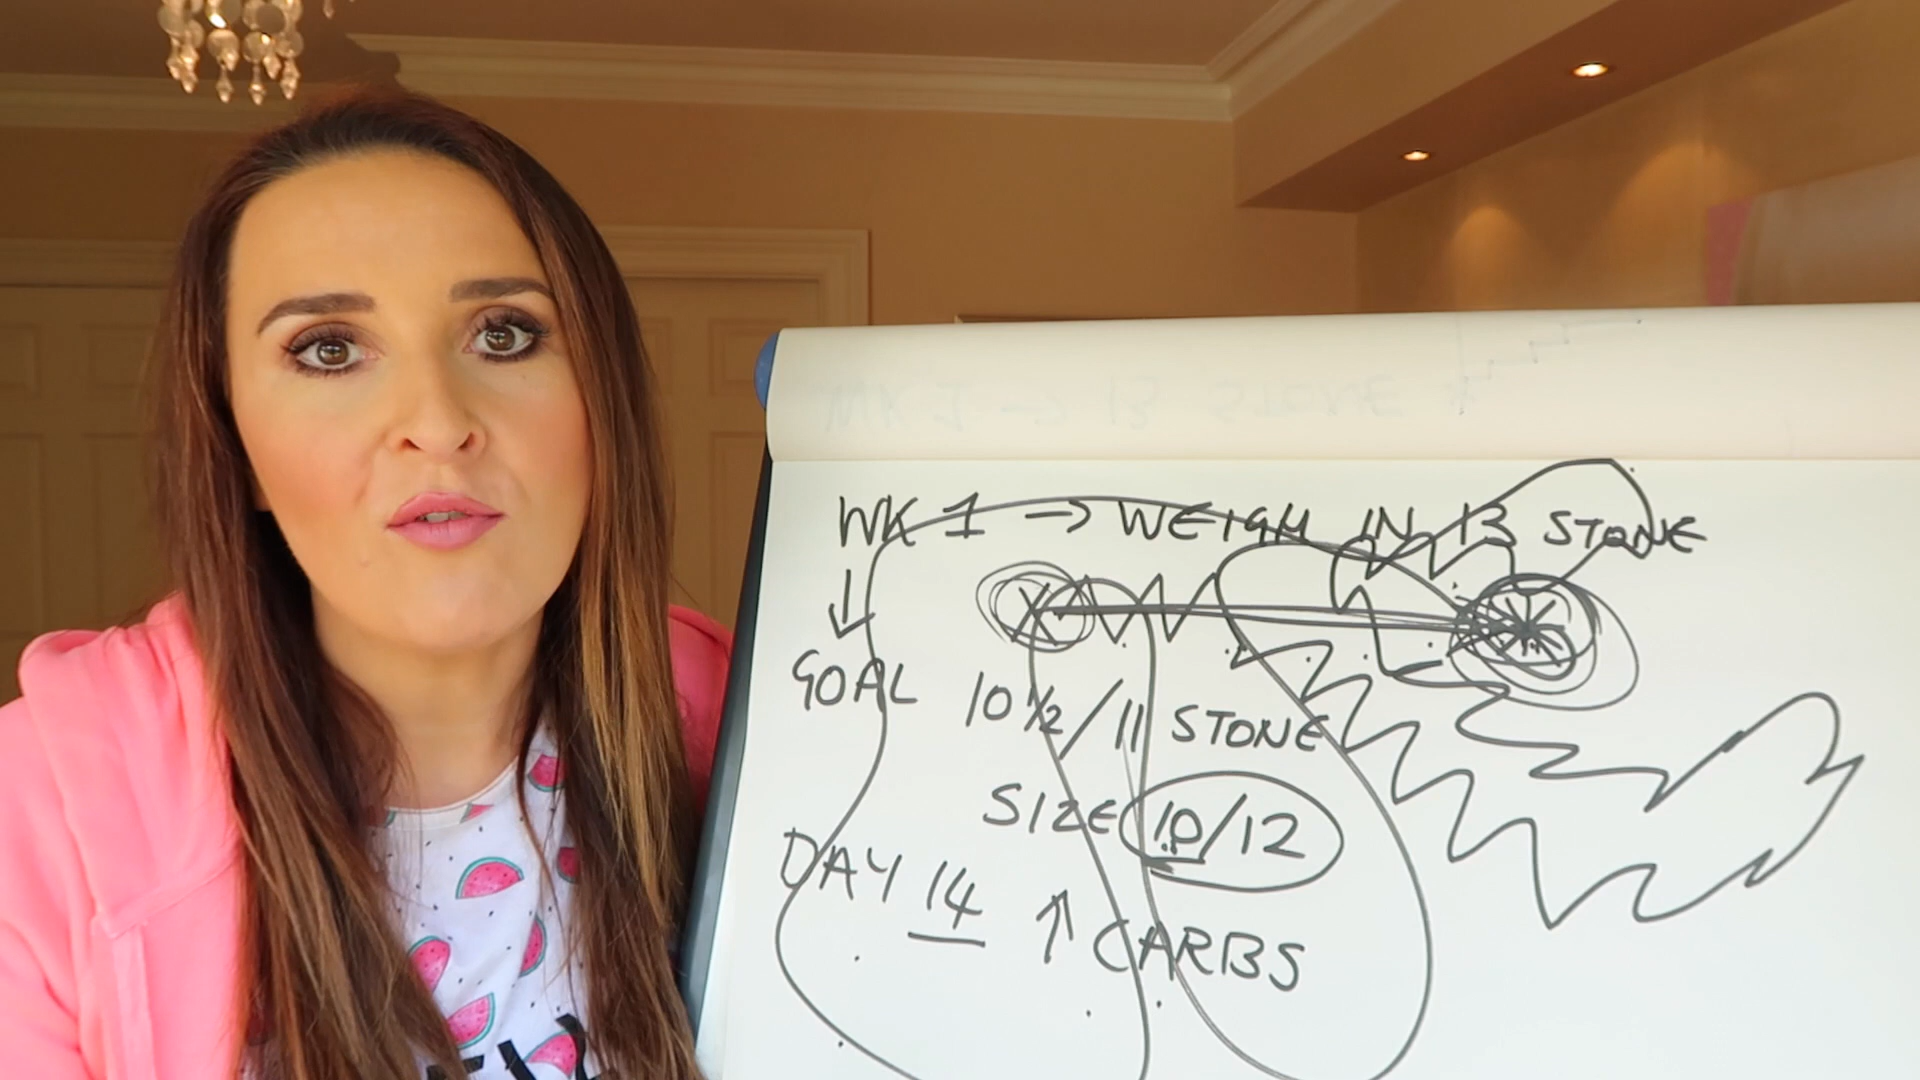 WK 1 → WEIGH IN 13 STONE
↓
GOAL 10½/11 STONE
SIZE 10/12
DAY 14 ↑ CARBS